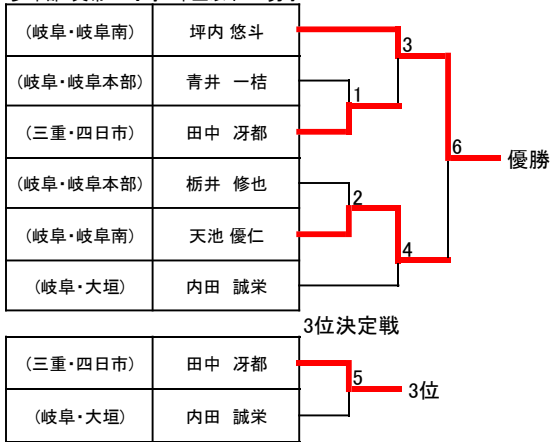 (岐阜・岐阜南) 坪内 悠斗
3
(岐阜・岐阜本部) 青井 一桔
1
(三重・四日市) 田中 冴都
6
優勝
(岐阜・岐阜本部) 栃井 修也
2
(岐阜・岐阜南) 天池 優仁
4
(岐阜・大垣) 内田 誠栄
3位決定戦
(三重・四日市) 田中 冴都
5
3位
(岐阜・大垣) 内田 誠栄